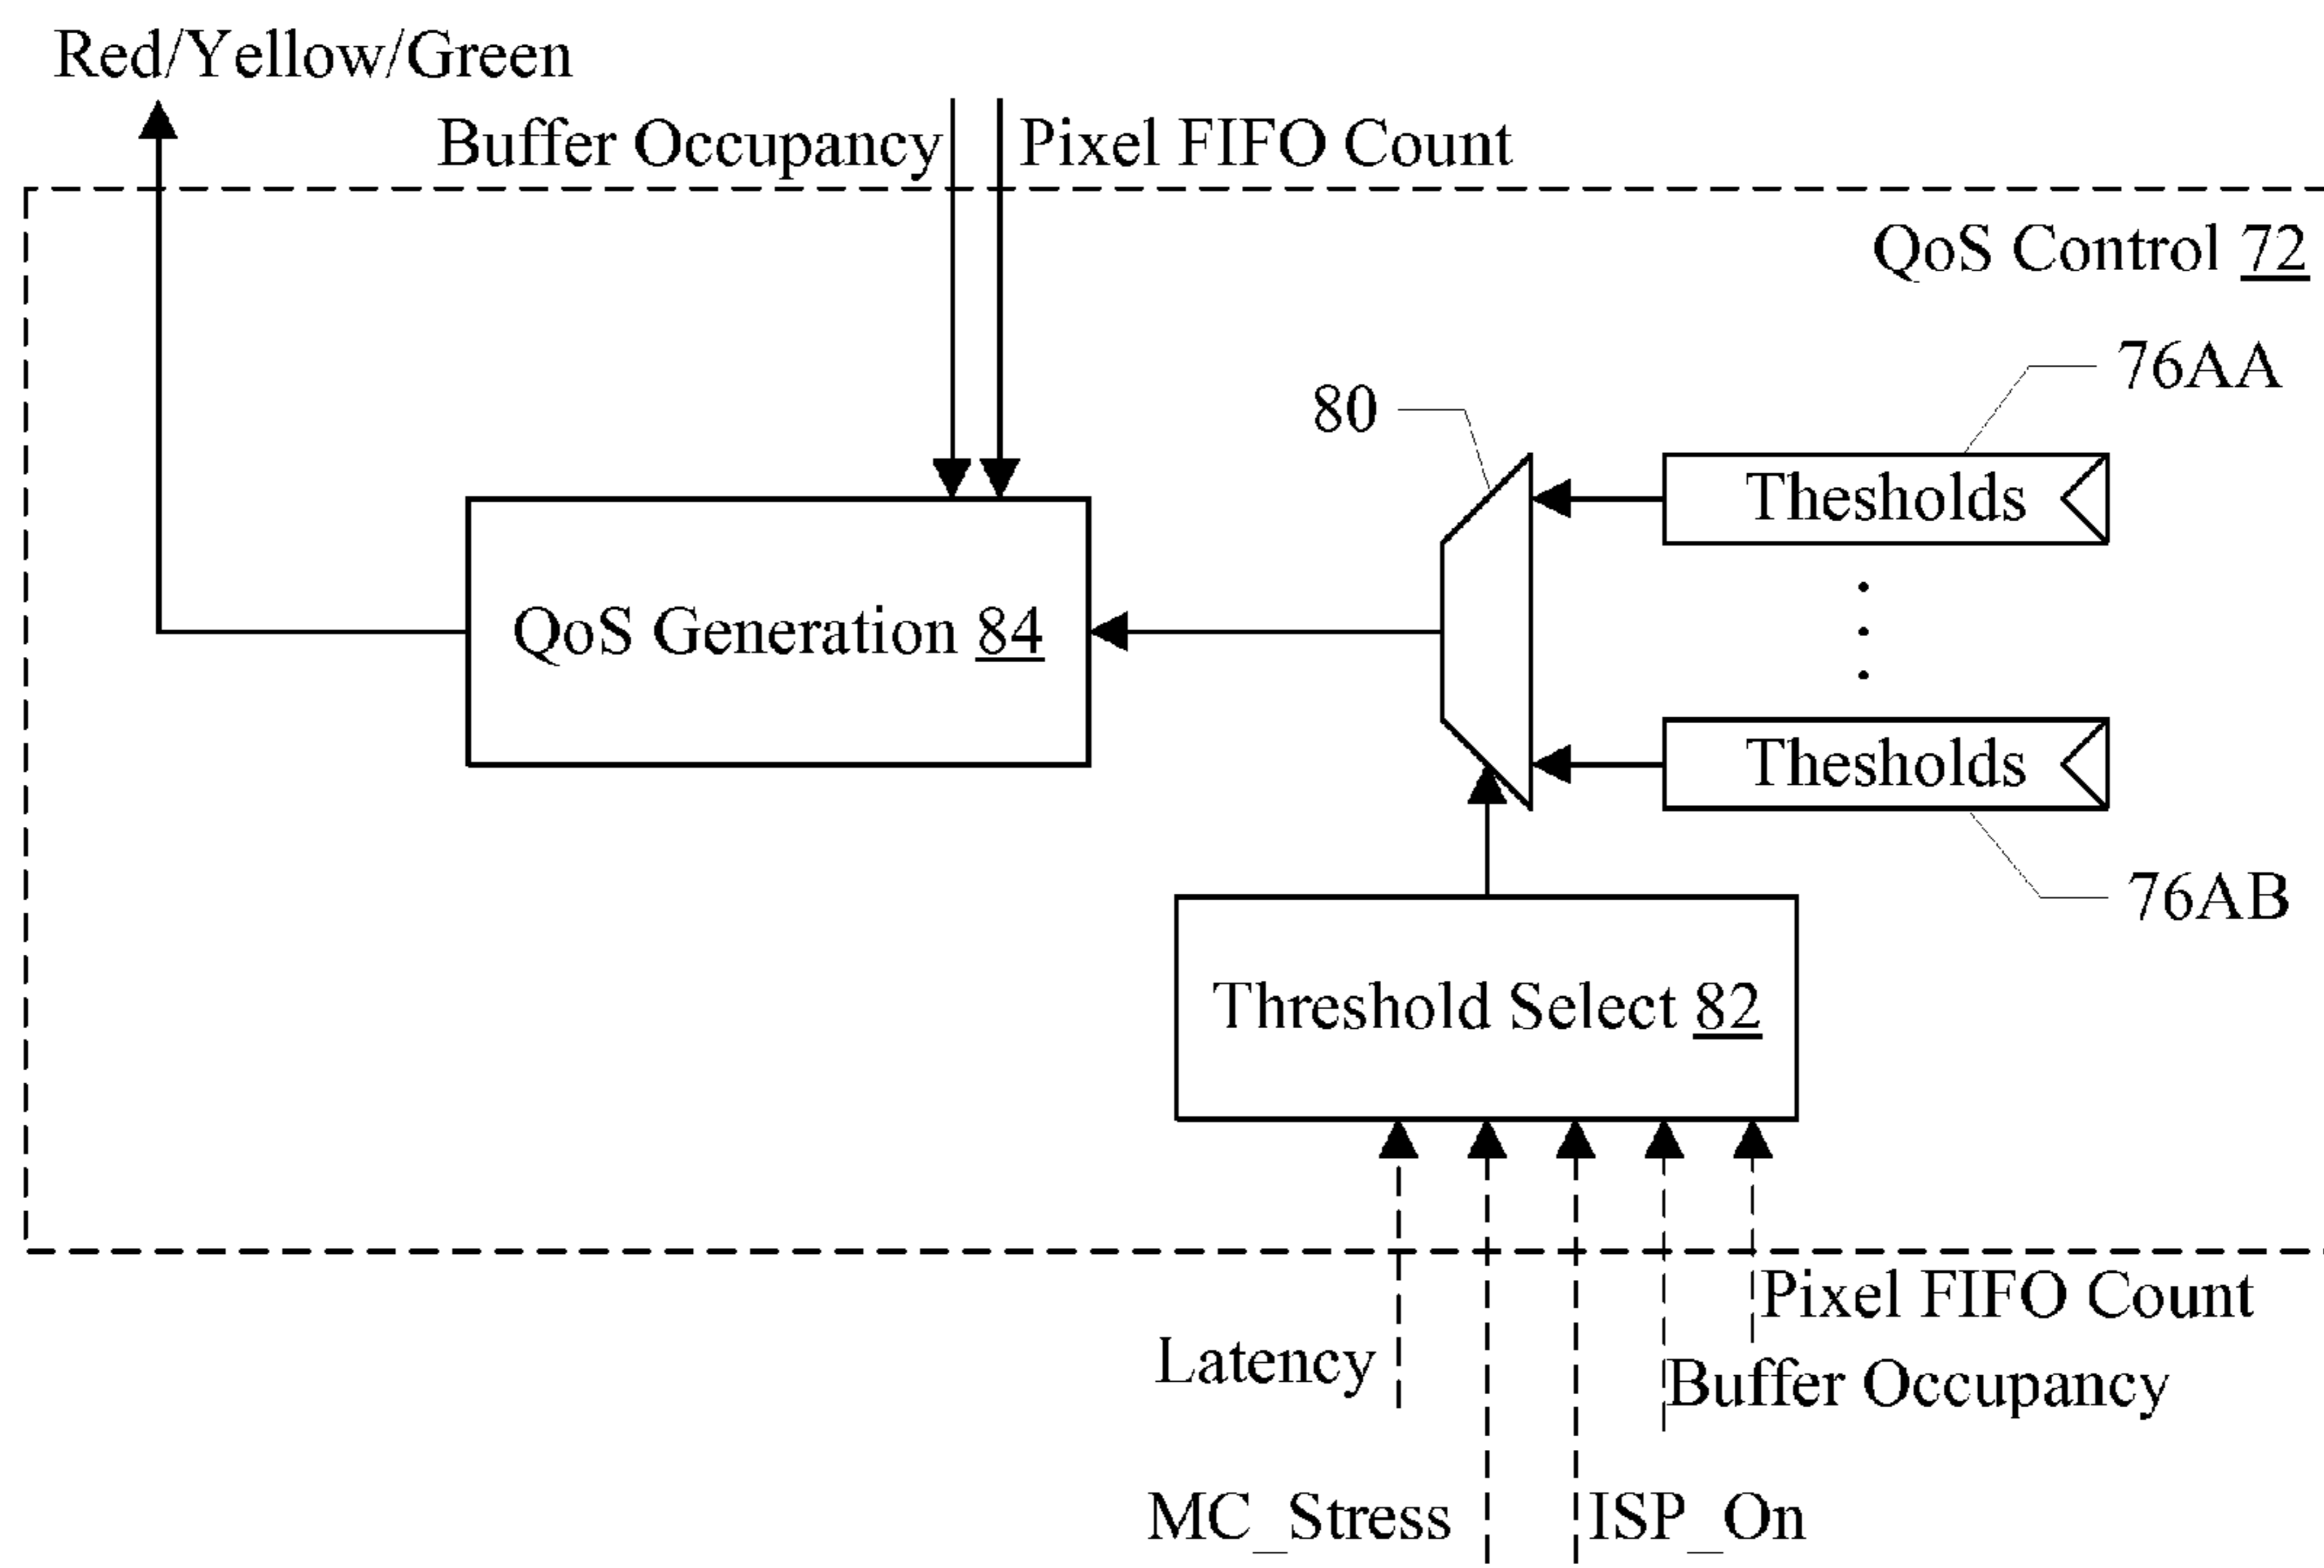 Red/Yellow/Green
Buffer Occupancy
Pixel FIFO Count
QoS Control 72
76AA
80
Thesholds
QoS Generation 84
Thesholds
76AB
Threshold Select 82
Pixel FIFO Count
Latency
Buffer Occupancy
MC_Stress
ISP_On